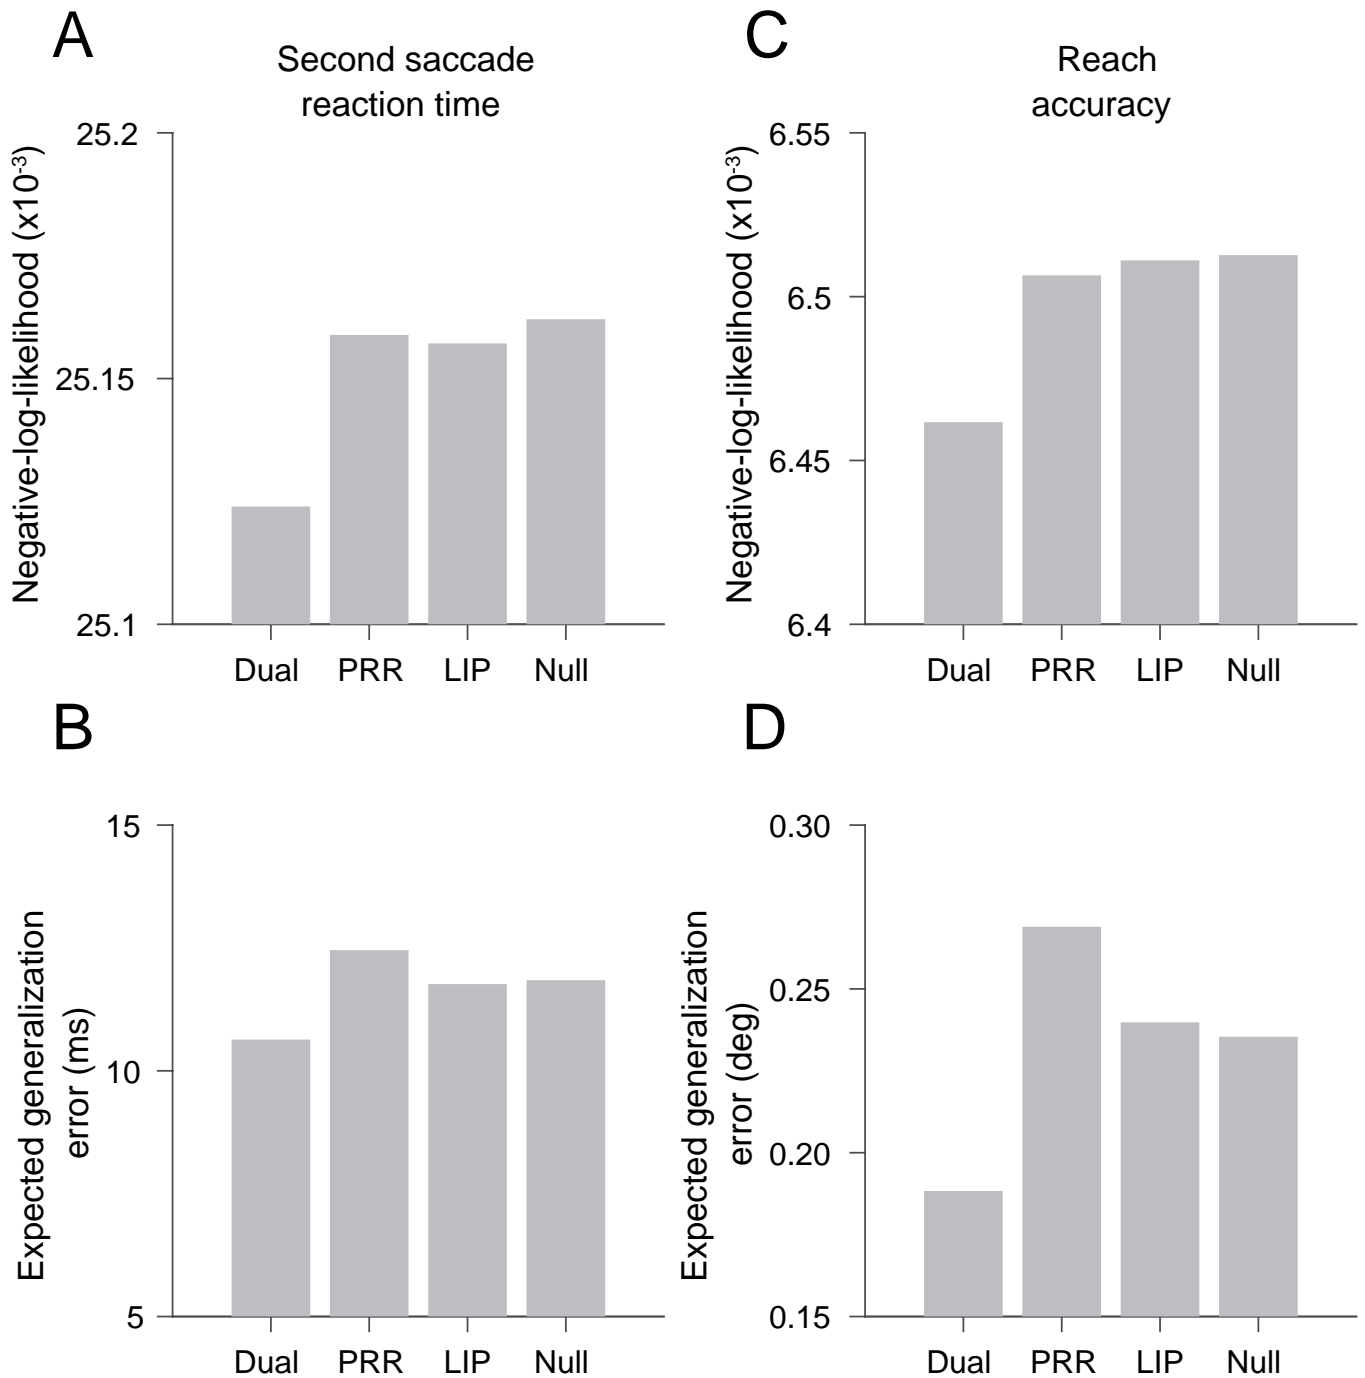 A
Second saccade
reaction time
Negative-log-likelihood (x10⁻³)
25.2
25.15
25.1
Dual PRR LIP Null
C
Reach
accuracy
Negative-log-likelihood (x10⁻³)
6.55
6.5
6.45
6.4
Dual PRR LIP Null
B
Expected generalization
error (ms)
15
10
5
Dual PRR LIP Null
D
Expected generalization
error (deg)
0.30
0.25
0.20
0.15
Dual PRR LIP Null